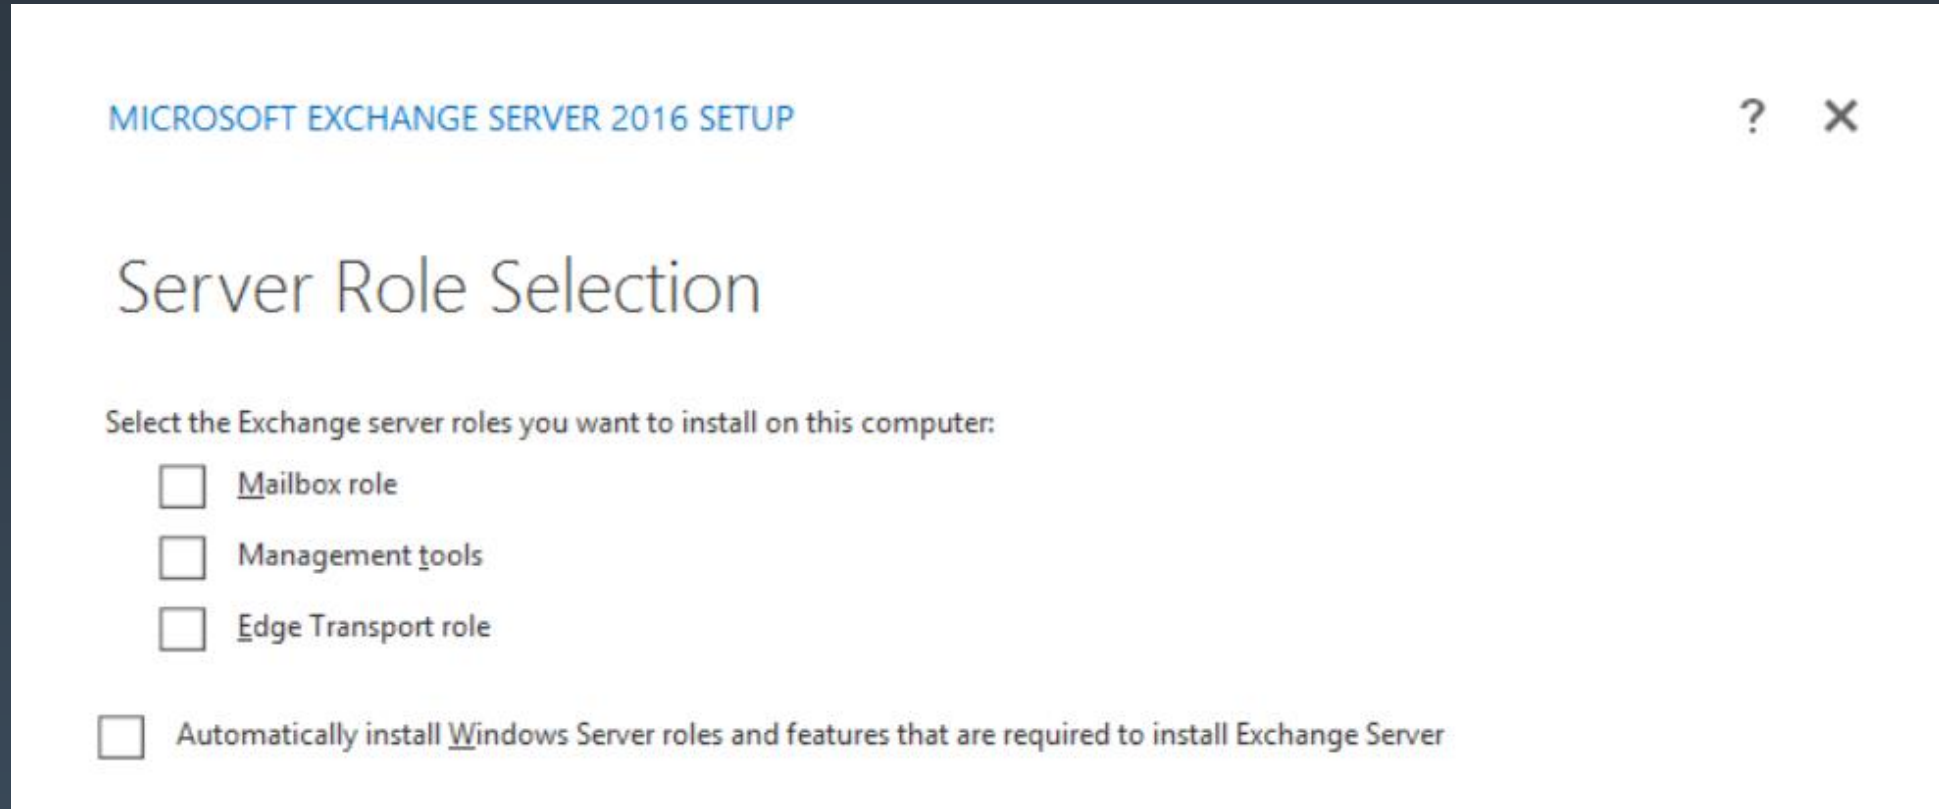 MICROSOFT EXCHANGE SERVER 2016 SETUP
? ✕
Server Role Selection
Select the Exchange server roles you want to install on this computer:
Mailbox role
Management tools
Edge Transport role
Automatically install Windows Server roles and features that are required to install Exchange Server